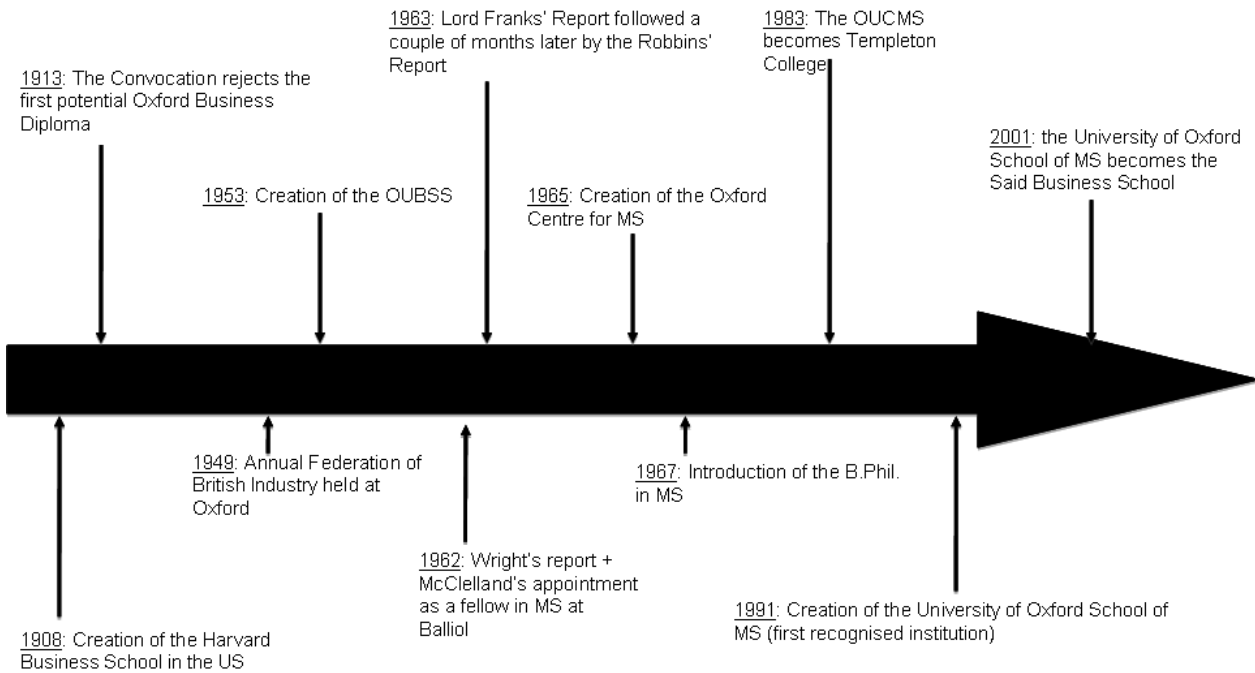 1963: Lord Franks' Report followed a
couple of months later by the Robbins'
Report
1983: The OUCMS
becomes Templeton
College
1913: The Convocation rejects the
first potential Oxford Business
Diploma
2001: the University of Oxford
School of MS becomes the
Said Business School
1953: Creation of the OUBSS
1965: Creation of the Oxford
Centre for MS
1949: Annual Federation of
British Industry held at
Oxford
1967: Introduction of the B.Phil.
in MS
1962: Wright's report +
McClelland's appointment
as a fellow in MS at
Balliol
1991: Creation of the University of Oxford School of
MS (first recognised institution)
1908: Creation of the Harvard
Business School in the US